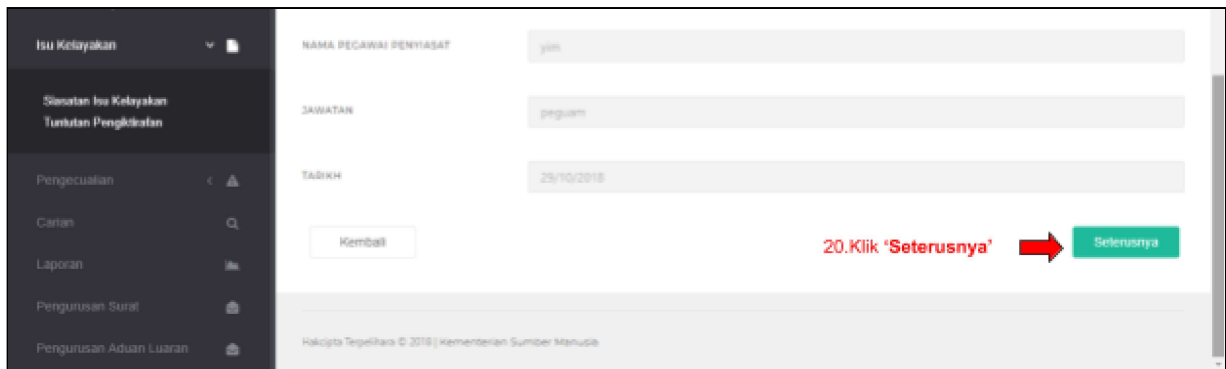 Isu Kelayakan
Siasatan Isu Kelayakan
Tuntutan Pengiktirafan
Pengecualian
Carian
Laporan
Pengurusan Surat
Pengurusan Aduan Luaran
NAMA PEGAWAI PENYIASAT
yim
JAWATAN
peguam
TARIKH
29/10/2018
Kembali
20.Klik ‘Seterusnya’
Seterusnya
Hakcipta Terpelihara © 2018 | Kementerian Sumber Manusia